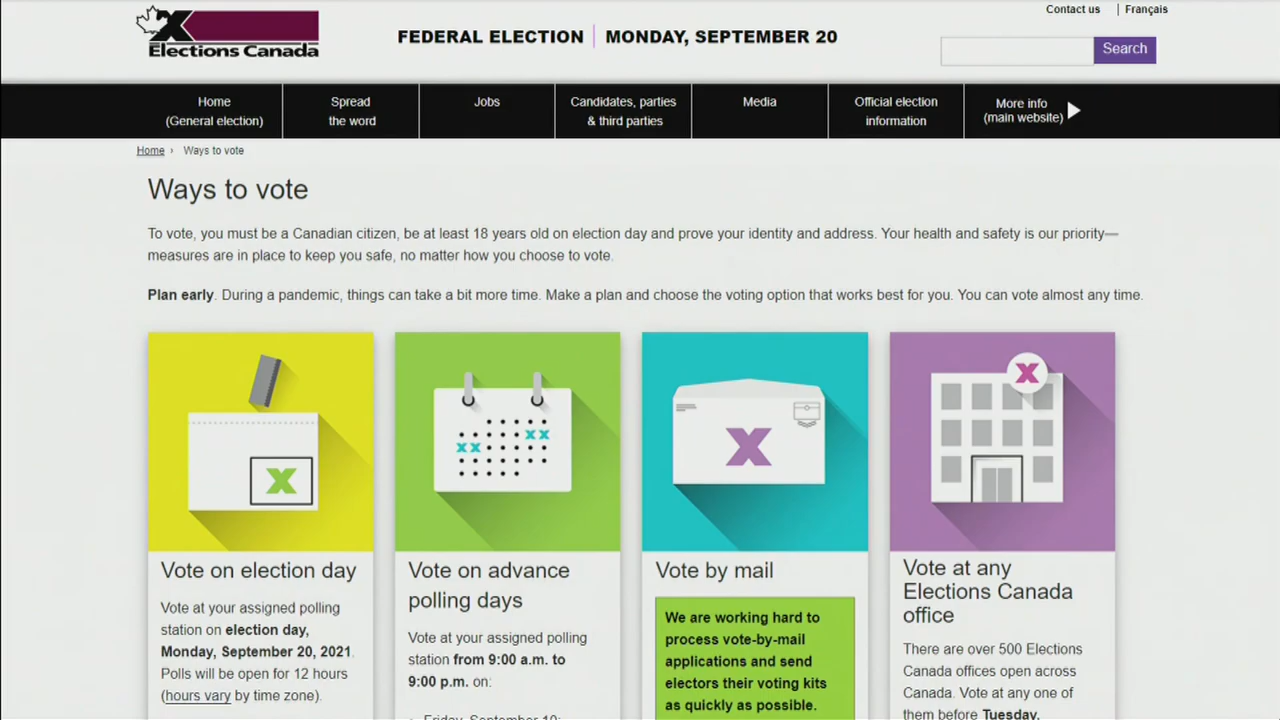 Contact us | Français
Elections Canada
FEDERAL ELECTION | MONDAY, SEPTEMBER 20
Search
Home
(General election)
Spread
the word
Jobs
Candidates, parties
& third parties
Media
Official election
information
More info
(main website)
Home › Ways to vote
Ways to vote
To vote, you must be a Canadian citizen, be at least 18 years old on election day and prove your identity and address. Your health and safety is our priority—
measures are in place to keep you safe, no matter how you choose to vote.
Plan early. During a pandemic, things can take a bit more time. Make a plan and choose the voting option that works best for you. You can vote almost any time.
Vote on election day
Vote at your assigned polling
station on election day,
Monday, September 20, 2021.
Polls will be open for 12 hours
(hours vary by time zone).
Vote on advance
polling days
Vote at your assigned polling
station from 9:00 a.m. to
9:00 p.m. on:
Friday, September 10:
Vote by mail
We are working hard to
process vote-by-mail
applications and send
electors their voting kits
as quickly as possible.
Vote at any
Elections Canada
office
There are over 500 Elections
Canada offices open across
Canada. Vote at any one of
them before Tuesday,